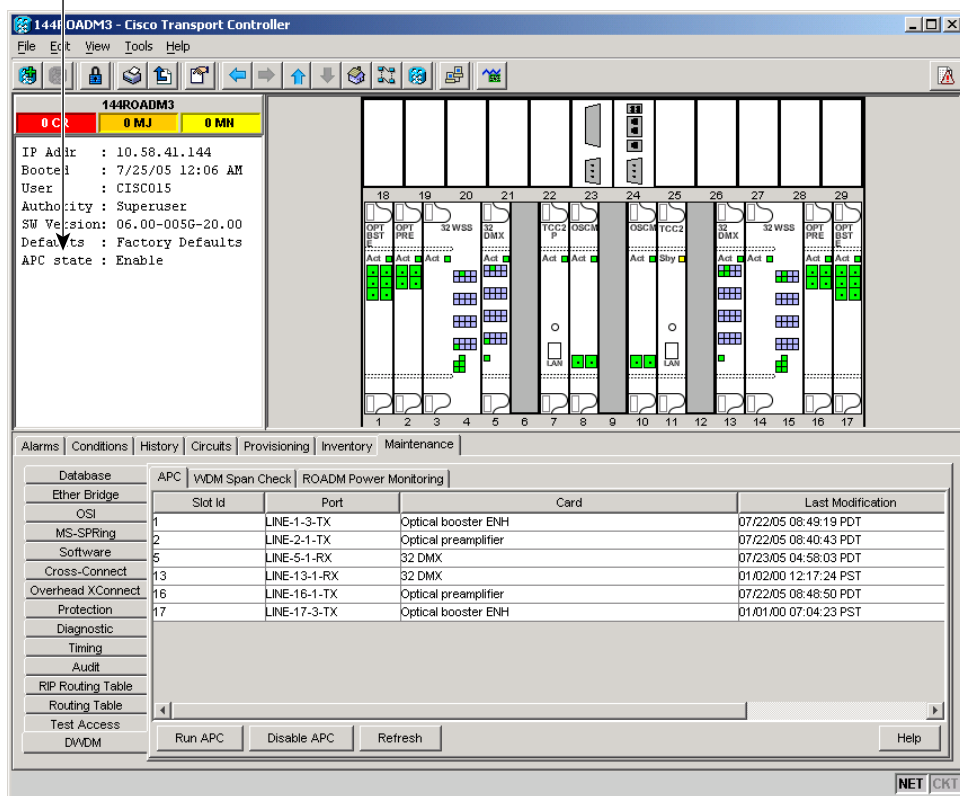 144ROADM3 - Cisco Transport Controller
File Edit View Tools Help
144ROADM3
0 CR 0 MJ 0 MN
IP Addr : 10.58.41.144
Booted : 7/25/05 12:06 AM
User : CISCO15
Authority : Superuser
SW Version: 06.00-005G-20.00
Defaults : Factory Defaults
APC state : Enable
18 19 20 21 22 23 24 25 26 27 28 29
OPT BSTE OPT PRE 32 WSS 32 DMX TCC2P OSCM OSCM TCC2 32 DMX 32 WSS OPT PRE OPT BSTE
Act Act Act Act Act Act Act Sby Act Act Act Act
LAN LAN
1 2 3 4 5 6 7 8 9 10 11 12 13 14 15 16 17
Alarms Conditions History Circuits Provisioning Inventory Maintenance
Database
Ether Bridge
OSI
MS-SPRing
Software
Cross-Connect
Overhead XConnect
Protection
Diagnostic
Timing
Audit
RIP Routing Table
Routing Table
Test Access
DWDM
APC WDM Span Check ROADM Power Monitoring
Slot Id Port Card Last Modification
1 LINE-1-3-TX Optical booster ENH 07/22/05 08:49:19 PDT
2 LINE-2-1-TX Optical preamplifier 07/22/05 08:40:43 PDT
5 LINE-5-1-RX 32 DMX 07/23/05 04:58:03 PDT
13 LINE-13-1-RX 32 DMX 01/02/00 12:17:24 PST
16 LINE-16-1-TX Optical preamplifier 07/22/05 08:48:50 PDT
17 LINE-17-3-TX Optical booster ENH 01/01/00 07:04:23 PST
Run APC Disable APC Refresh Help
NET CKT